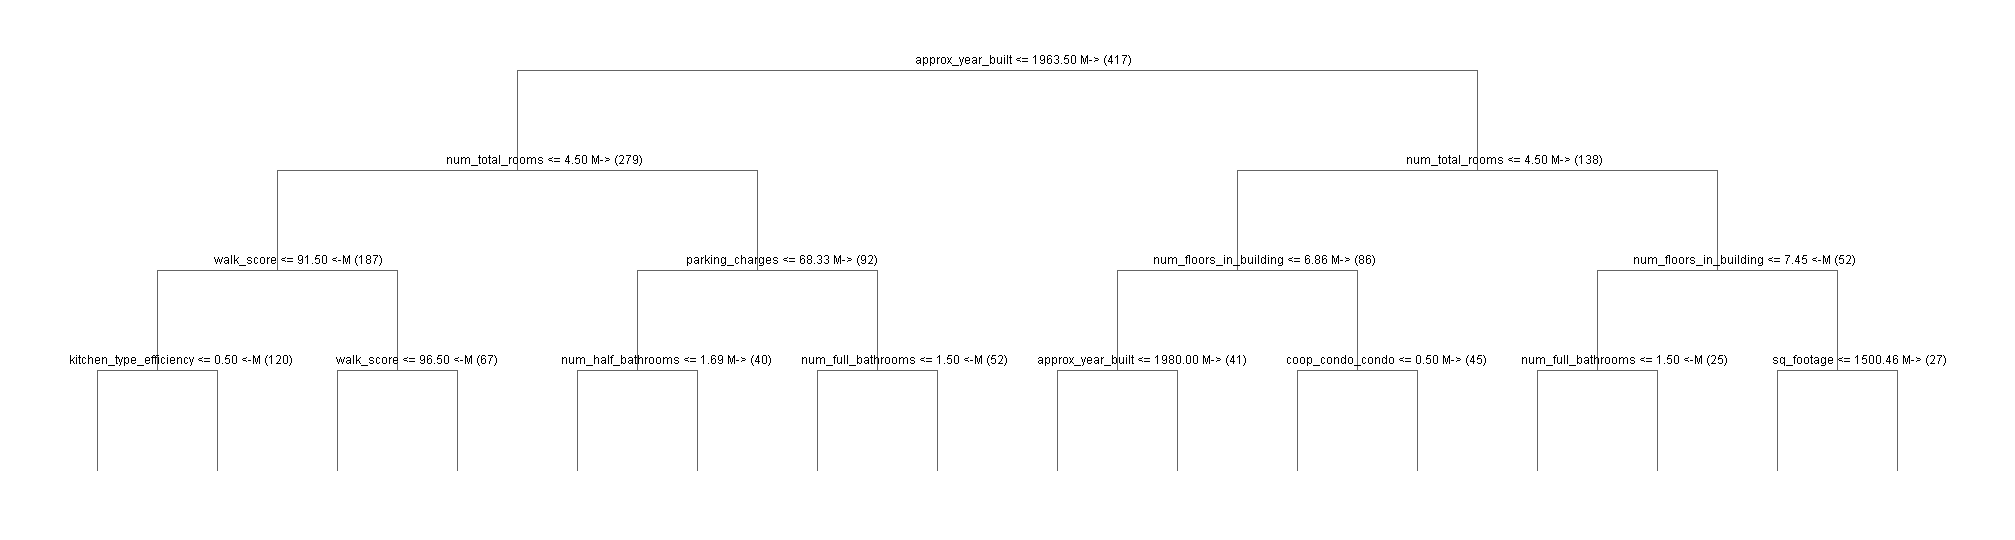 approx_year_built <= 1963.50 M-> (417)
num_total_rooms <= 4.50 M-> (279)
num_total_rooms <= 4.50 M-> (138)
walk_score <= 91.50 <-M (187)
parking_charges <= 68.33 M-> (92)
num_floors_in_building <= 6.86 M-> (86)
num_floors_in_building <= 7.45 <-M (52)
kitchen_type_efficiency <= 0.50 <-M (120)
walk_score <= 96.50 <-M (67)
num_half_bathrooms <= 1.69 M-> (40)
num_full_bathrooms <= 1.50 <-M (52)
approx_year_built <= 1980.00 M-> (41)
coop_condo_condo <= 0.50 M-> (45)
num_full_bathrooms <= 1.50 <-M (25)
sq_footage <= 1500.46 M-> (27)